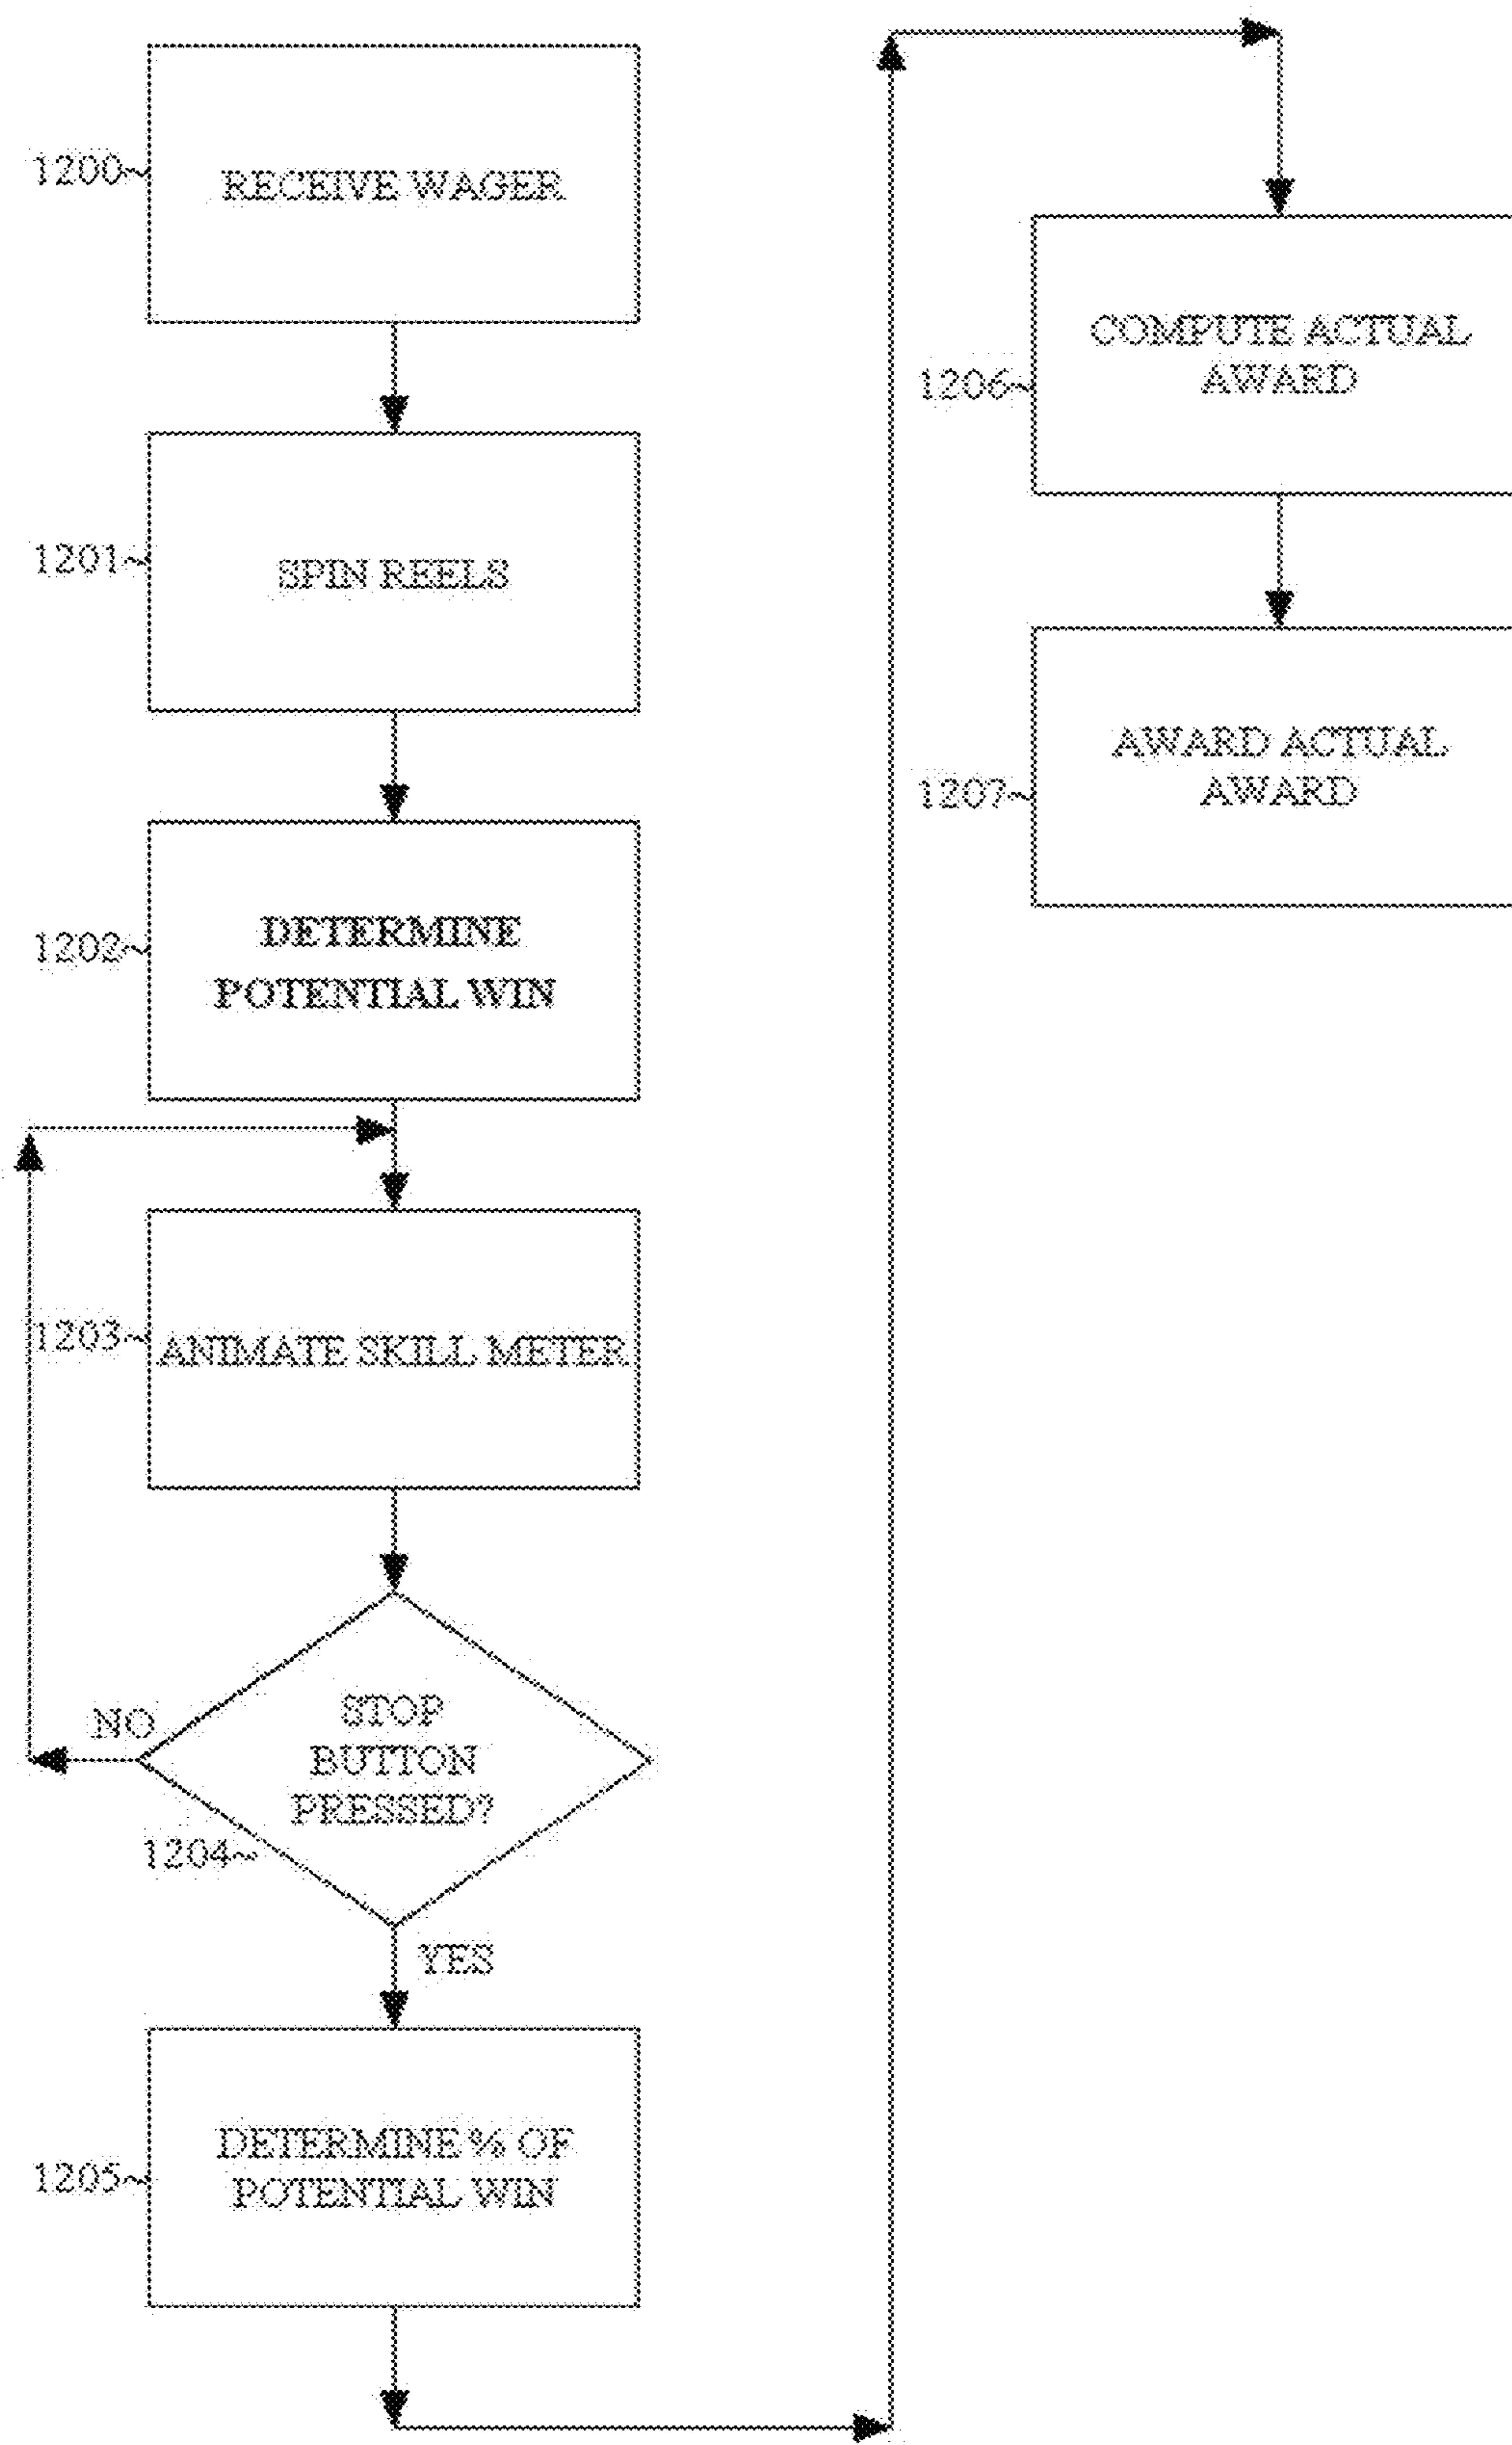 1200
RECEIVE WAGER
1201
SPIN REELS
1202
DETERMINE
POTENTIAL WIN
1203
ANIMATE SKILL METER
STOP
BUTTON
PRESSED?
NO
1204
YES
1205
DETERMINE % OF
POTENTIAL WIN
1206
COMPUTE ACTUAL
AWARD
1207
AWARD ACTUAL
AWARD